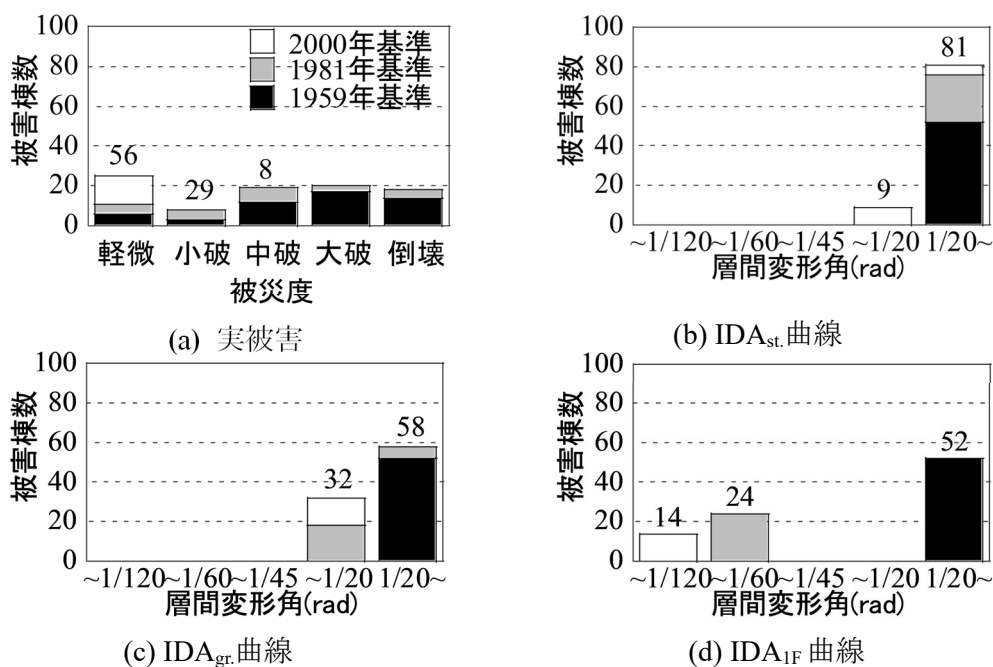 100
80
60
40
20
0
被害棟数
2000年基準
1981年基準
1959年基準
56
29
8
軽微 小破 中破 大破 倒壊
被災度
(a) 実被害
100
80
60
40
20
0
被害棟数
9
81
~1/120 ~1/60 ~1/45 ~1/20 1/20~
層間変形角(rad)
(b) IDAst.曲線
100
80
60
40
20
0
被害棟数
32
58
~1/120 ~1/60 ~1/45 ~1/20 1/20~
層間変形角(rad)
(c) IDAgr.曲線
100
80
60
40
20
0
被害棟数
14
24
52
~1/120 ~1/60 ~1/45 ~1/20 1/20~
層間変形角(rad)
(d) IDA1F 曲線